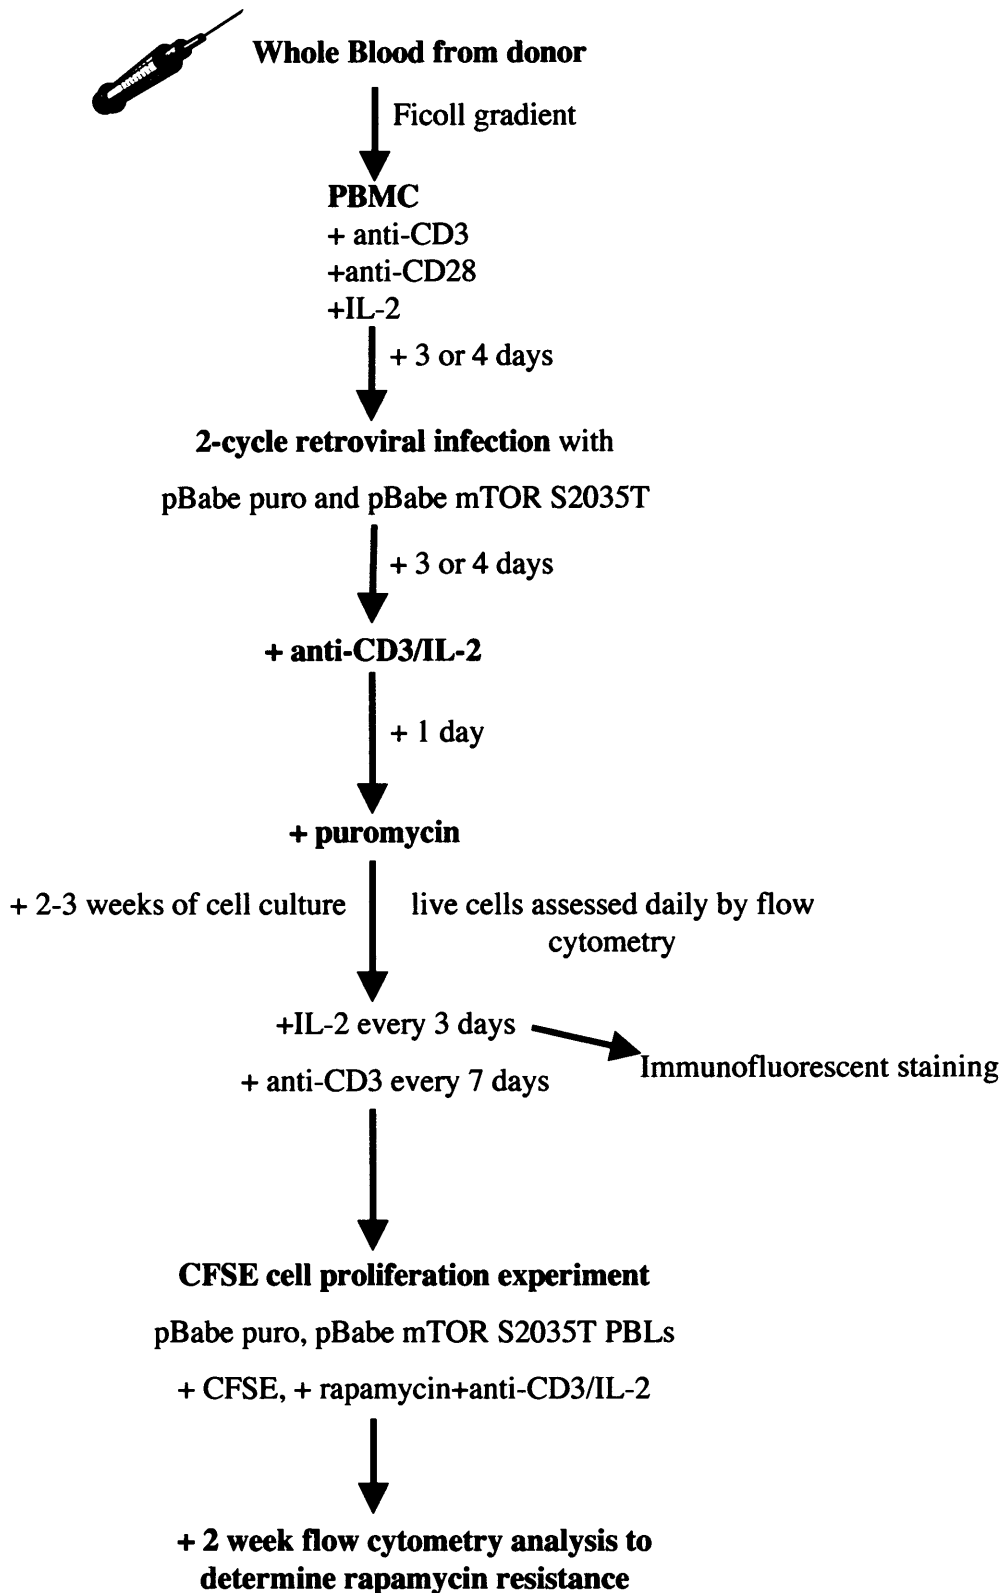 Whole Blood from donor
Ficoll gradient
PBMC
+ anti-CD3
+anti-CD28
+IL-2
+ 3 or 4 days
2-cycle retroviral infection with
pBabe puro and pBabe mTOR S2035T
+ 3 or 4 days
+ anti-CD3/IL-2
+ 1 day
+ puromycin
+ 2-3 weeks of cell culture
live cells assessed daily by flow
cytometry
+IL-2 every 3 days
Immunofluorescent staining
+ anti-CD3 every 7 days
CFSE cell proliferation experiment
pBabe puro, pBabe mTOR S2035T PBLs
+ CFSE, + rapamycin+anti-CD3/IL-2
+ 2 week flow cytometry analysis to
determine rapamycin resistance